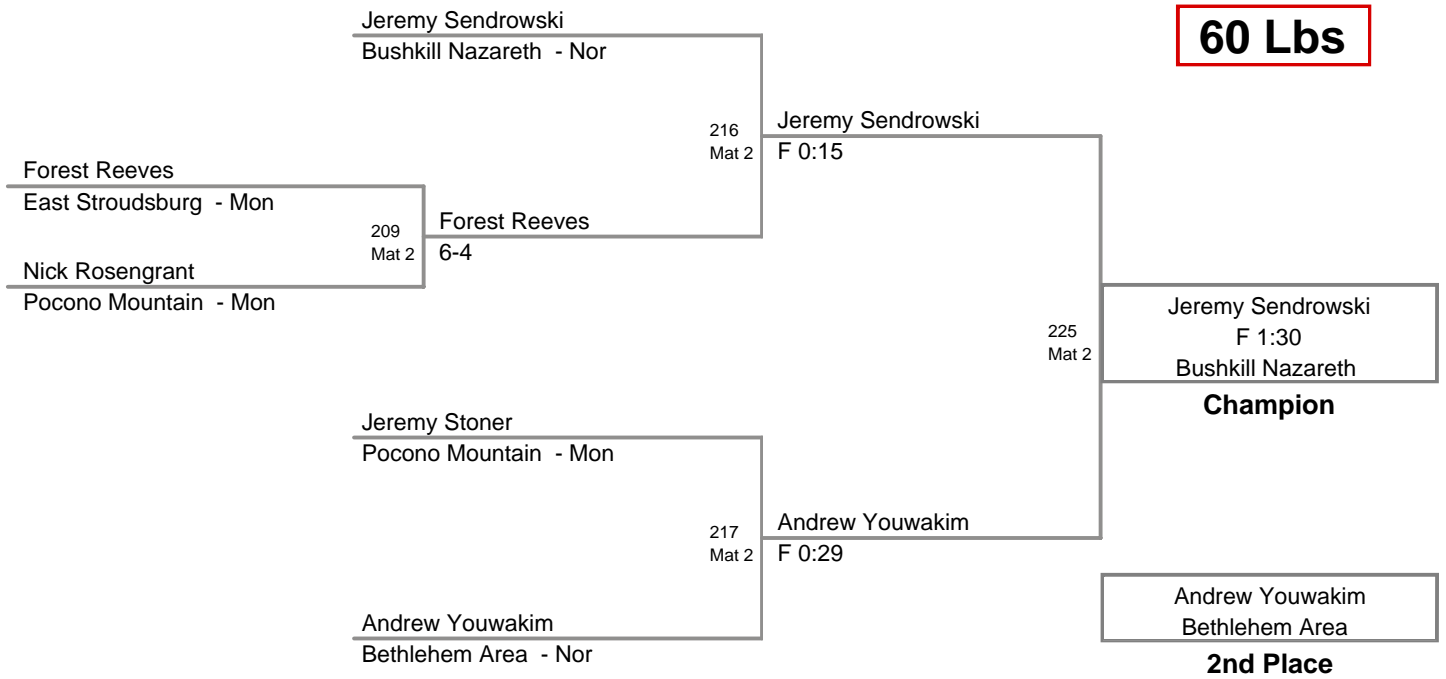 60 Lbs
Jeremy Sendrowski
Bushkill Nazareth - Nor
216
Mat 2
Jeremy Sendrowski
F 0:15
Forest Reeves
East Stroudsburg - Mon
209
Mat 2
Forest Reeves
6-4
Nick Rosengrant
Pocono Mountain - Mon
225
Mat 2
Jeremy Sendrowski
F 1:30
Bushkill Nazareth
Champion
Jeremy Stoner
Pocono Mountain - Mon
217
Mat 2
Andrew Youwakim
F 0:29
Andrew Youwakim
Bethlehem Area - Nor
Andrew Youwakim
Bethlehem Area
2nd Place